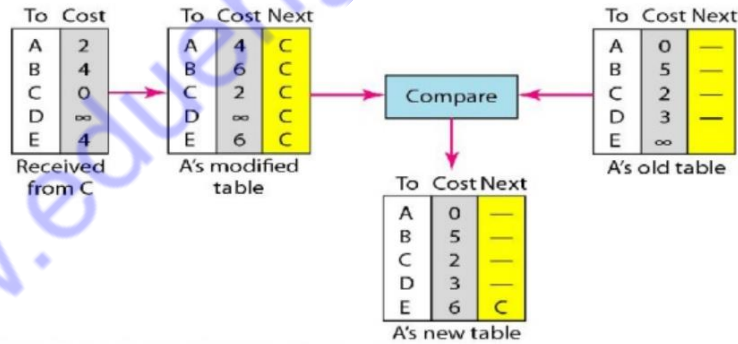 To Cost
A 2
B 4
C 0
D ∞
E 4
Received
from C
To Cost Next
A 4 C
B 6 C
C 2 C
D ∞ C
E 6 C
A's modified
table
Compare
To Cost Next
A 0 —
B 5 —
C 2 —
D 3 —
E ∞
A's old table
To Cost Next
A 0 —
B 5 —
C 2 —
D 3 —
E 6 C
A's new table